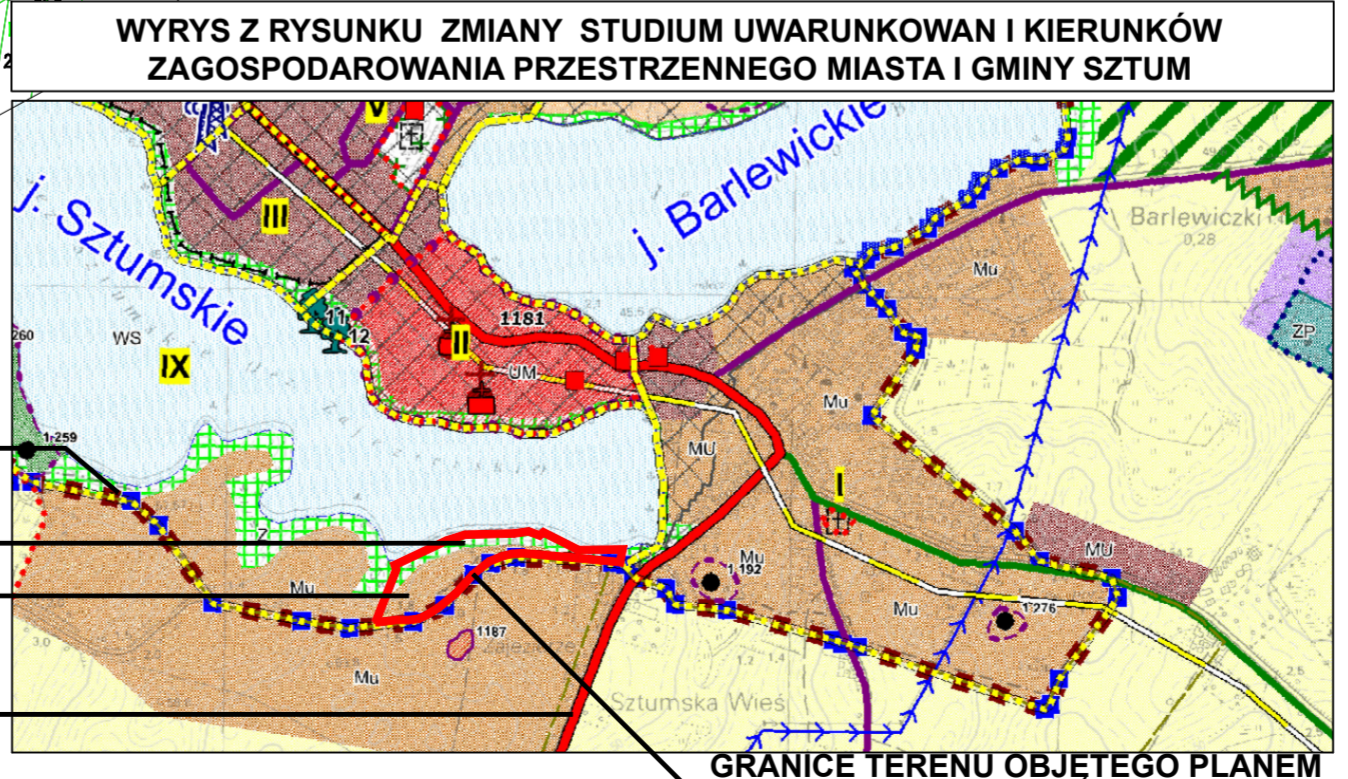 WYRYS Z RYSUNKU ZMIANY STUDIUM UWARUNKOWAN I KIERUNKÓW
ZAGOSPODAROWANIA PRZESTRZENNEGO MIASTA I GMINY SZTUM
V
j. Barlewickie
III
Barlewiczki
0,28
j. Sztumskie
Mu
11
12
1181
II
ZP
260
WS
IX
UM
Mu
1 259
MU
I
Z
Mu
Mu
1 192
MU
Mu
1 276
1187
Mu
Sztumska Wieś
GRANICE TERENU OBJĘTEGO PLANEM